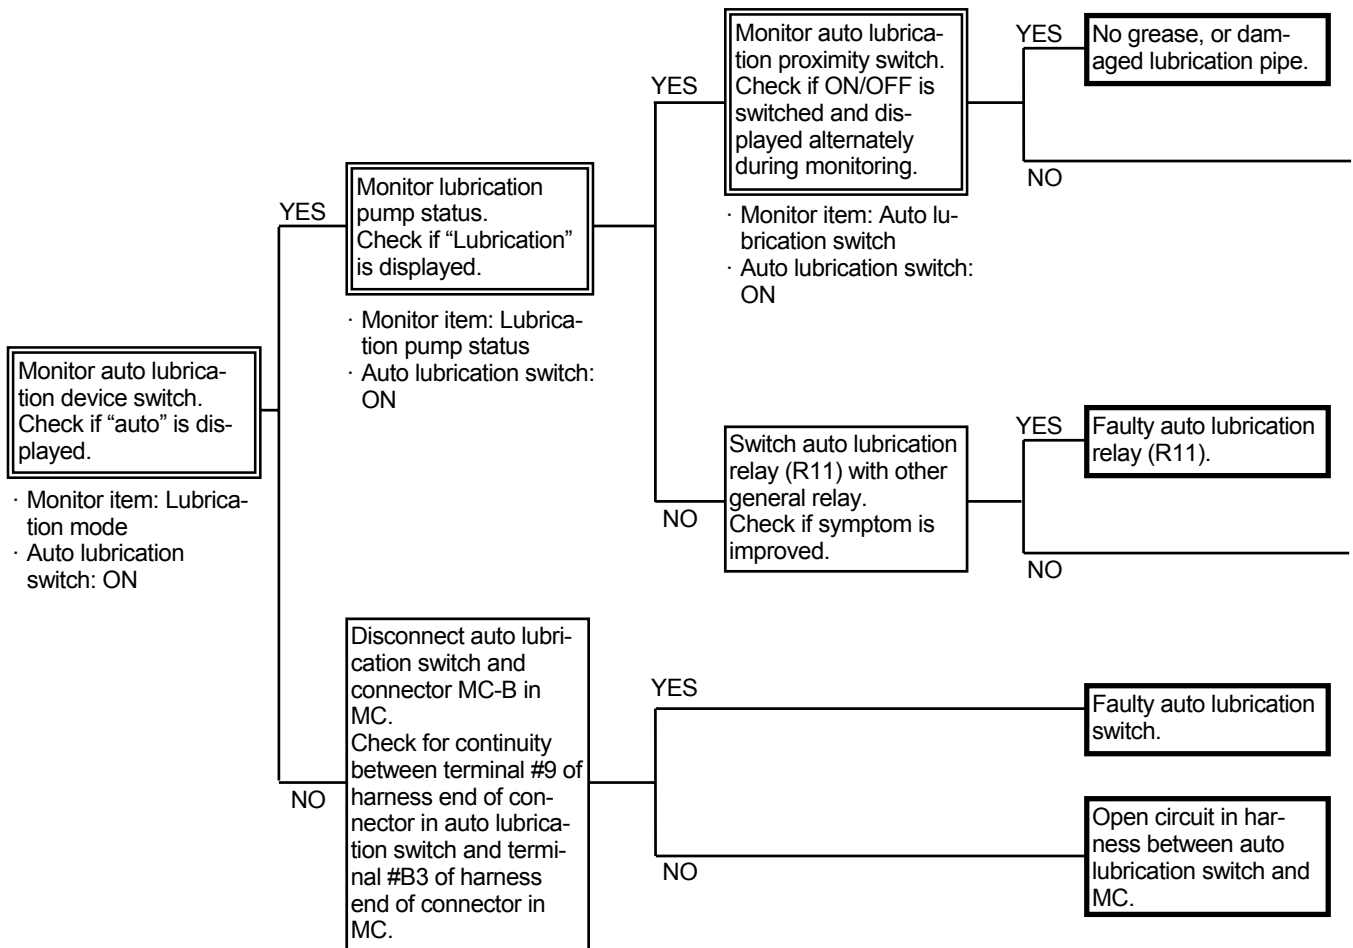 Monitor auto lubrica-
tion device switch.
Check if “auto” is dis-
played.
· Monitor item: Lubrica-
tion mode
· Auto lubrication
switch: ON
YES
Monitor lubrication
pump status.
Check if “Lubrication”
is displayed.
· Monitor item: Lubrica-
tion pump status
· Auto lubrication switch:
ON
YES
Monitor auto lubrica-
tion proximity switch.
Check if ON/OFF is
switched and dis-
played alternately
during monitoring.
· Monitor item: Auto lu-
brication switch
· Auto lubrication switch:
ON
YES
No grease, or dam-
aged lubrication pipe.
NO
NO
Switch auto lubrication
relay (R11) with other
general relay.
Check if symptom is
improved.
YES
Faulty auto lubrication
relay (R11).
NO
NO
Disconnect auto lubri-
cation switch and
connector MC-B in
MC.
Check for continuity
between terminal #9 of
harness end of con-
nector in auto lubrica-
tion switch and termi-
nal #B3 of harness
end of connector in
MC.
YES
Faulty auto lubrication
switch.
NO
Open circuit in har-
ness between auto
lubrication switch and
MC.